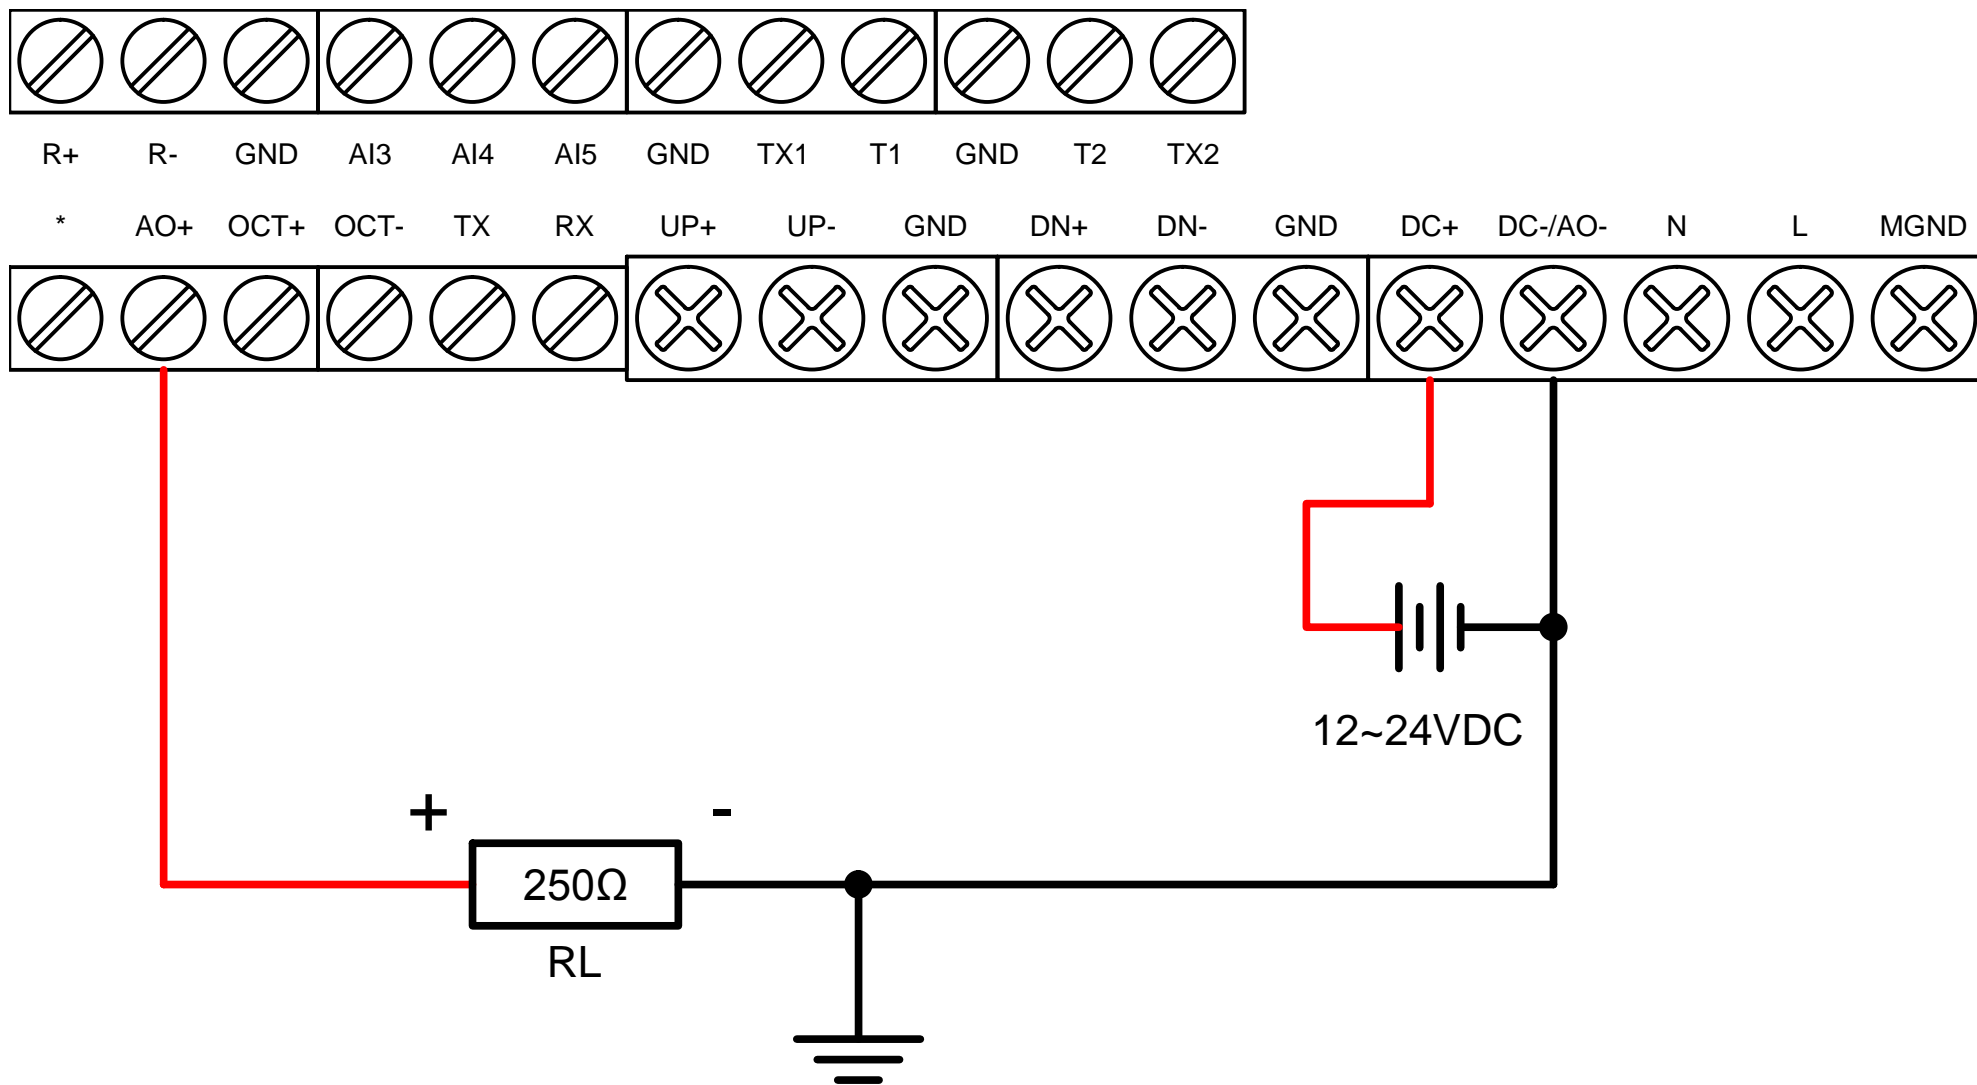 R+ R- GND AI3 AI4 AI5 GND TX1 T1 GND T2 TX2
* AO+ OCT+ OCT- TX RX UP+ UP- GND DN+ DN- GND DC+ DC-/AO- N L MGND
12~24VDC
+ -
250Ω
RL